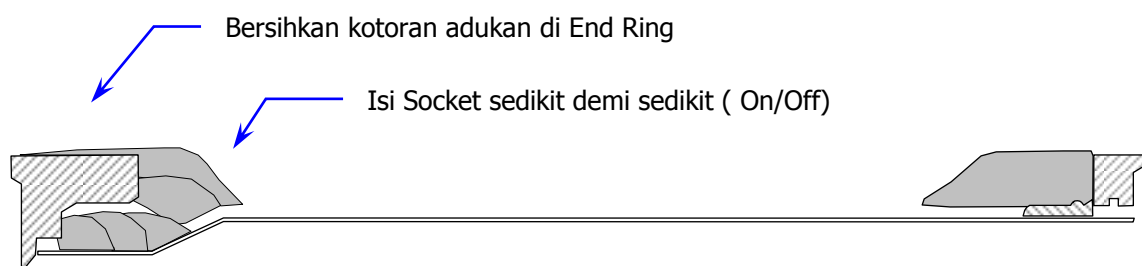 Bersihkan kotoran adukan di End Ring
Isi Socket sedikit demi sedikit ( On/Off)